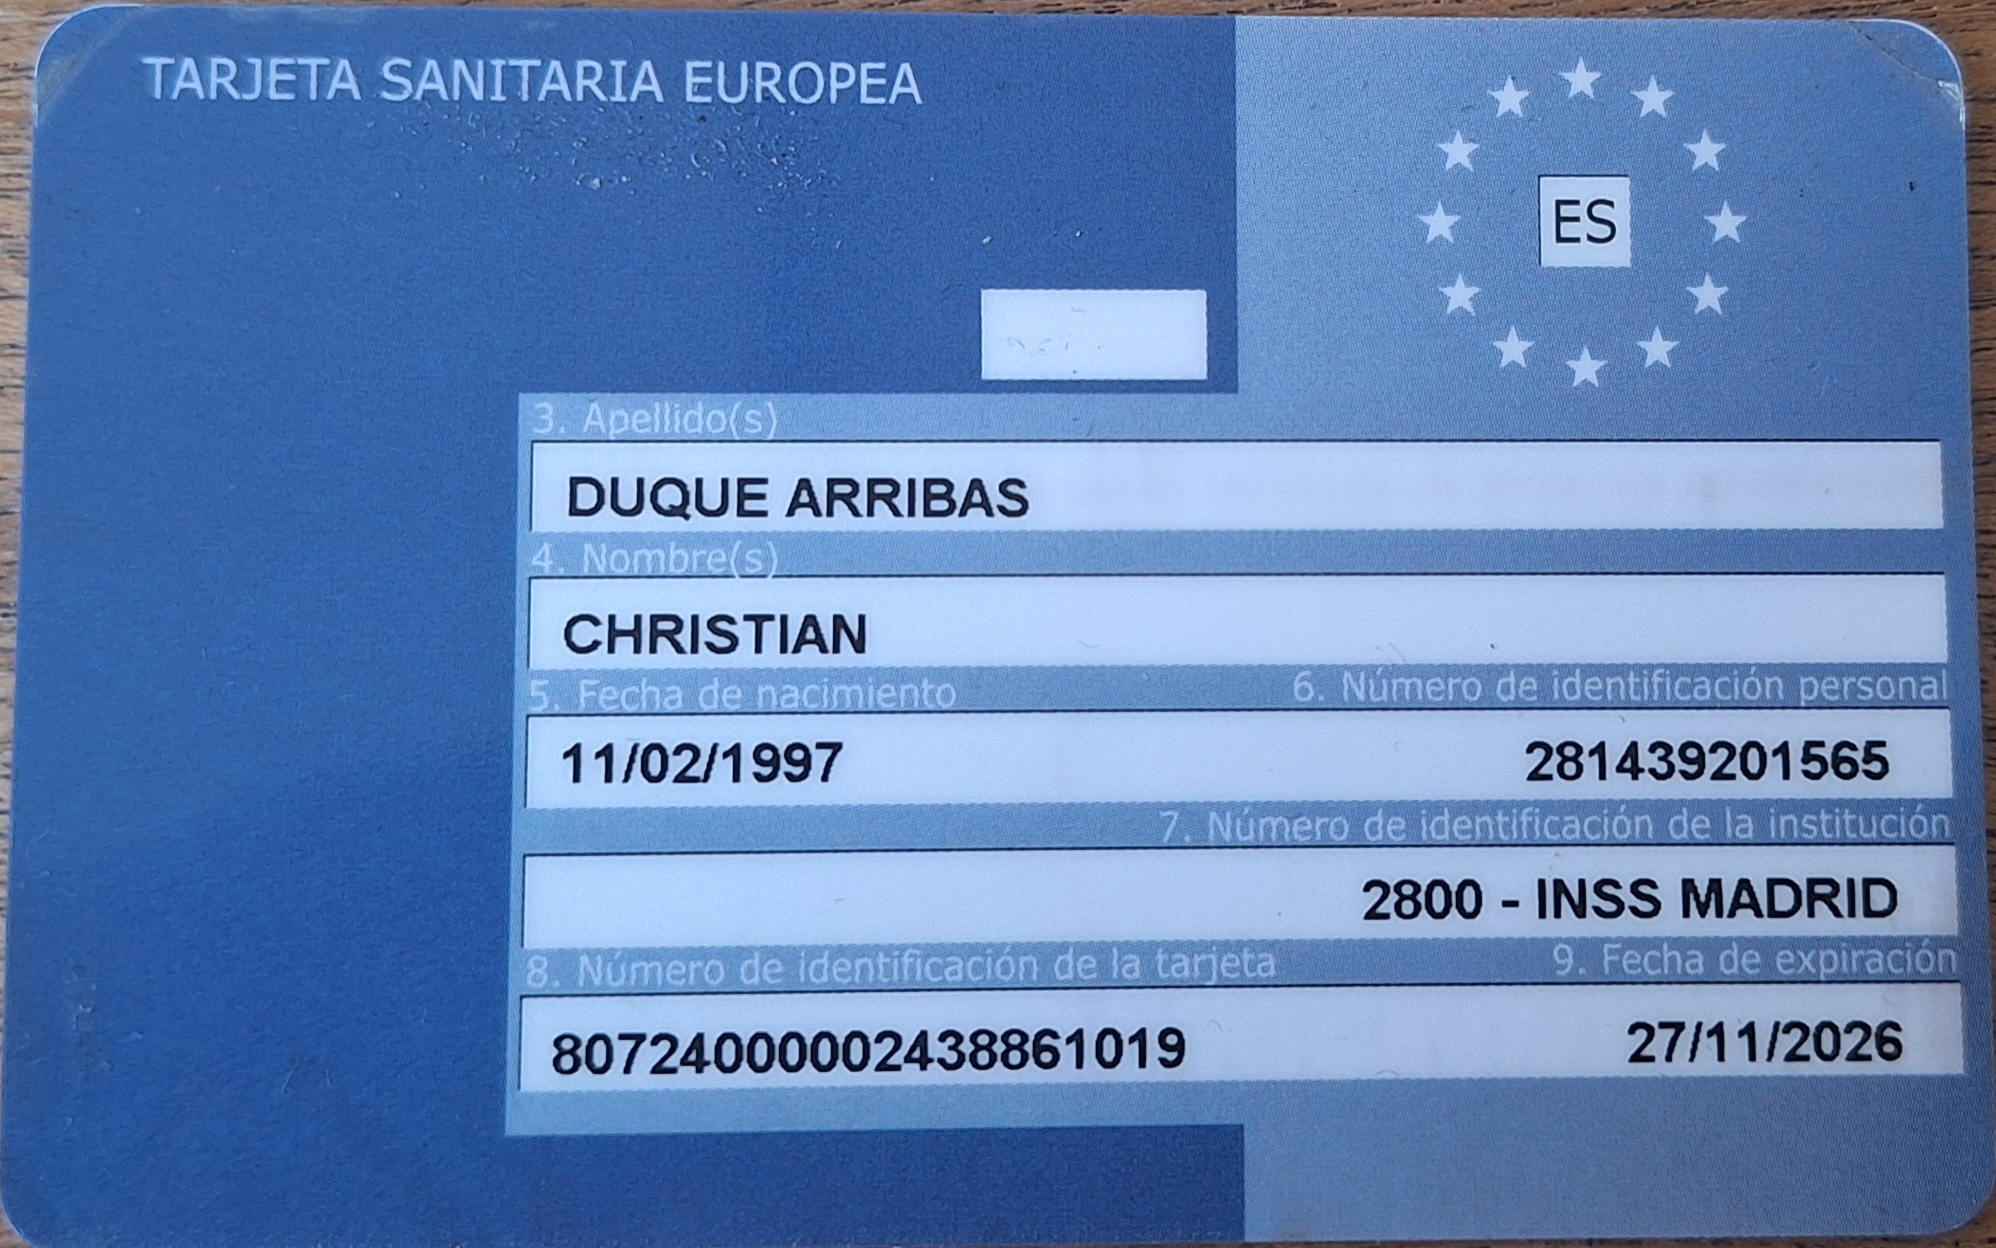 TARJETA SANITARIA EUROPEA
ES
3. Apellido(s)
DUQUE ARRIBAS
4. Nombre(s)
CHRISTIAN
5. Fecha de nacimiento 6. Número de identificación personal
11/02/1997 281439201565
7. Número de identificación de la institución
2800 - INSS MADRID
8. Número de identificación de la tarjeta 9. Fecha de expiración
80724000002438861019 27/11/2026